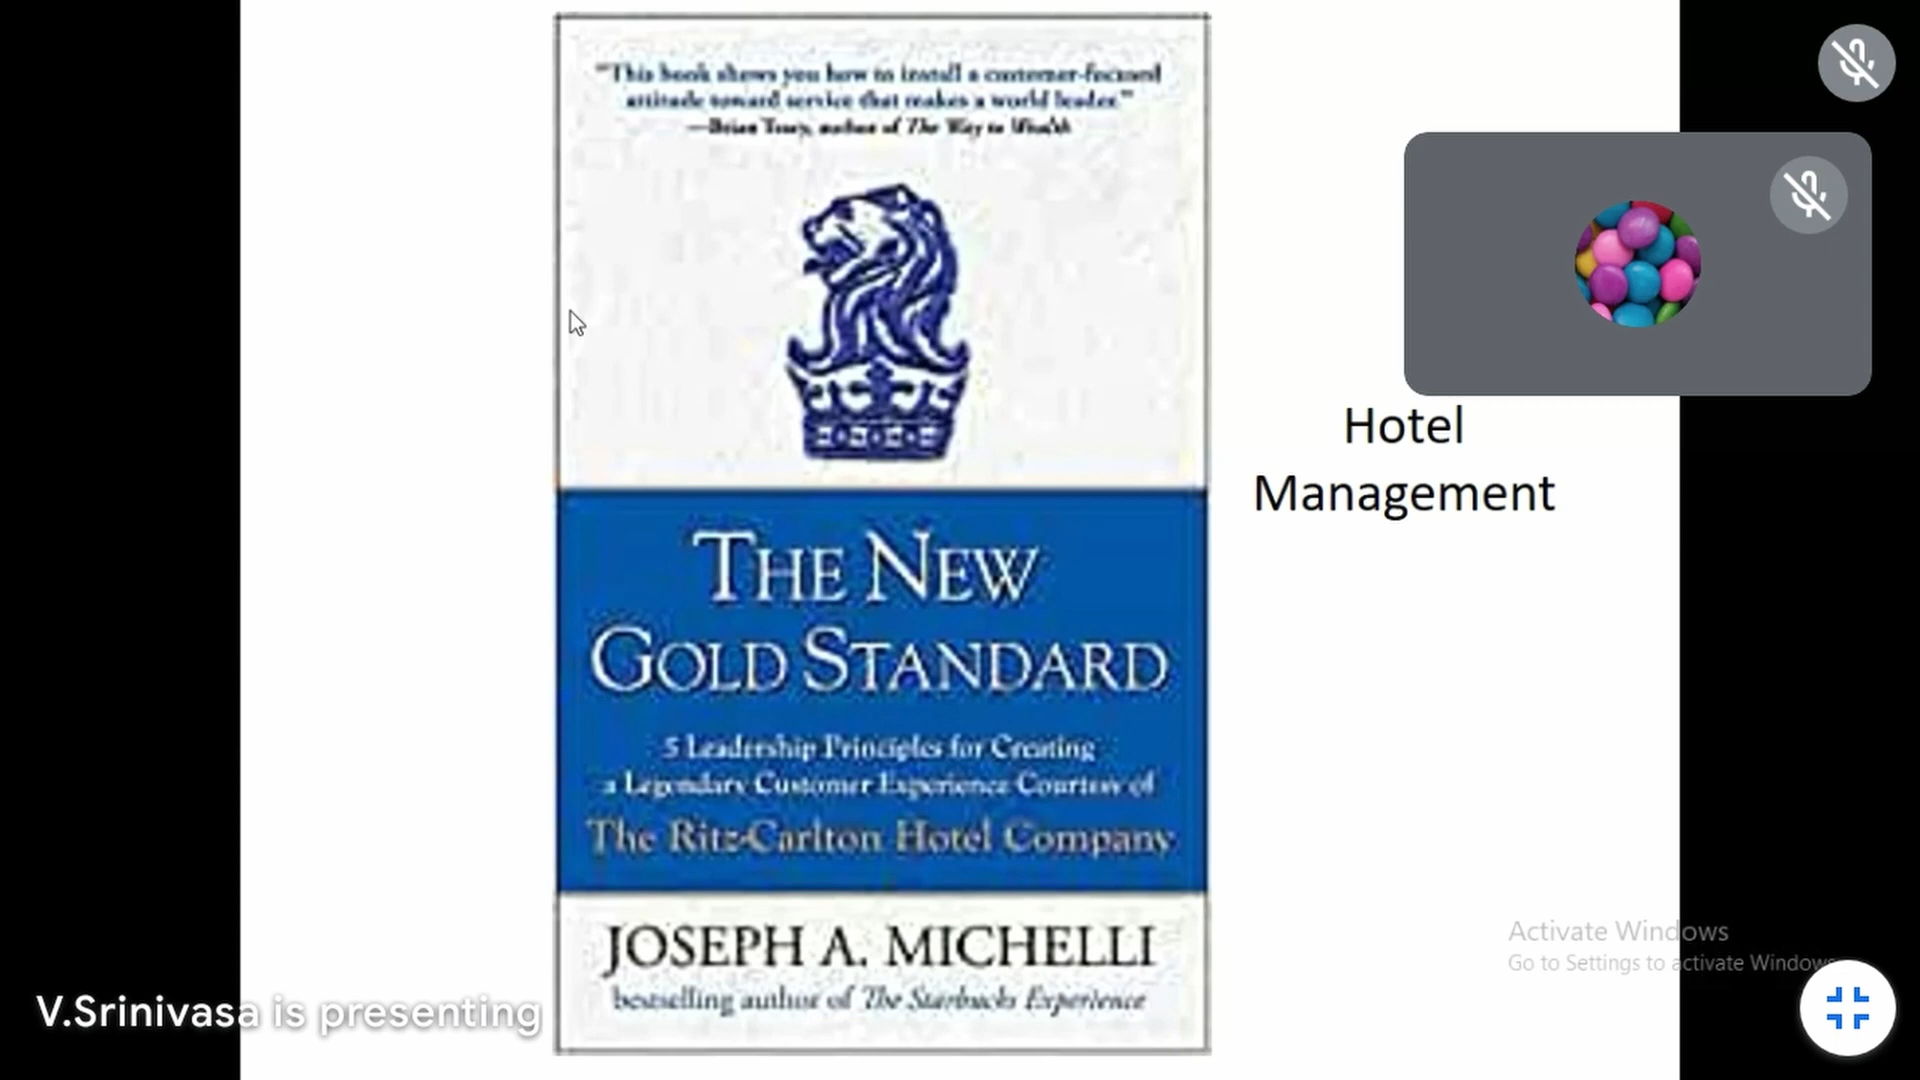 "This book shows you how to install a customer-focused
attitude toward service that makes a world leader."
—Brian Tracy, author of The Way to Wealth
Hotel
Management
THE NEW
GOLD STANDARD
5 Leadership Principles for Creating
a Legendary Customer Experience Courtesy of
The Ritz-Carlton Hotel Company
JOSEPH A. MICHELLI
bestselling author of The Starbucks Experience
Activate Windows
Go to Settings to activate Windows.
V.Srinivasa is presenting